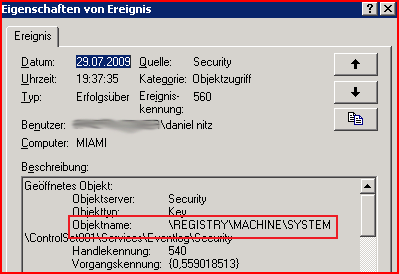 Eigenschaften von Ereignis
Ereignis
Datum: 29.07.2009 Quelle: Security
Uhrzeit: 19:37:35 Kategorie: Objektzugriff
Typ: Erfolgsüber Ereignis-kennung: 560
Benutzer: \daniel nitz
Computer: MIAMI
Beschreibung:
Geöffnetes Objekt:
Objektserver: Security
Objekttyp: Key
Objektname: \REGISTRY\MACHINE\SYSTEM
\ControlSet001\Services\Eventlog\Security
Handlekennung: 540
Vorgangskennung: {0,559018513}